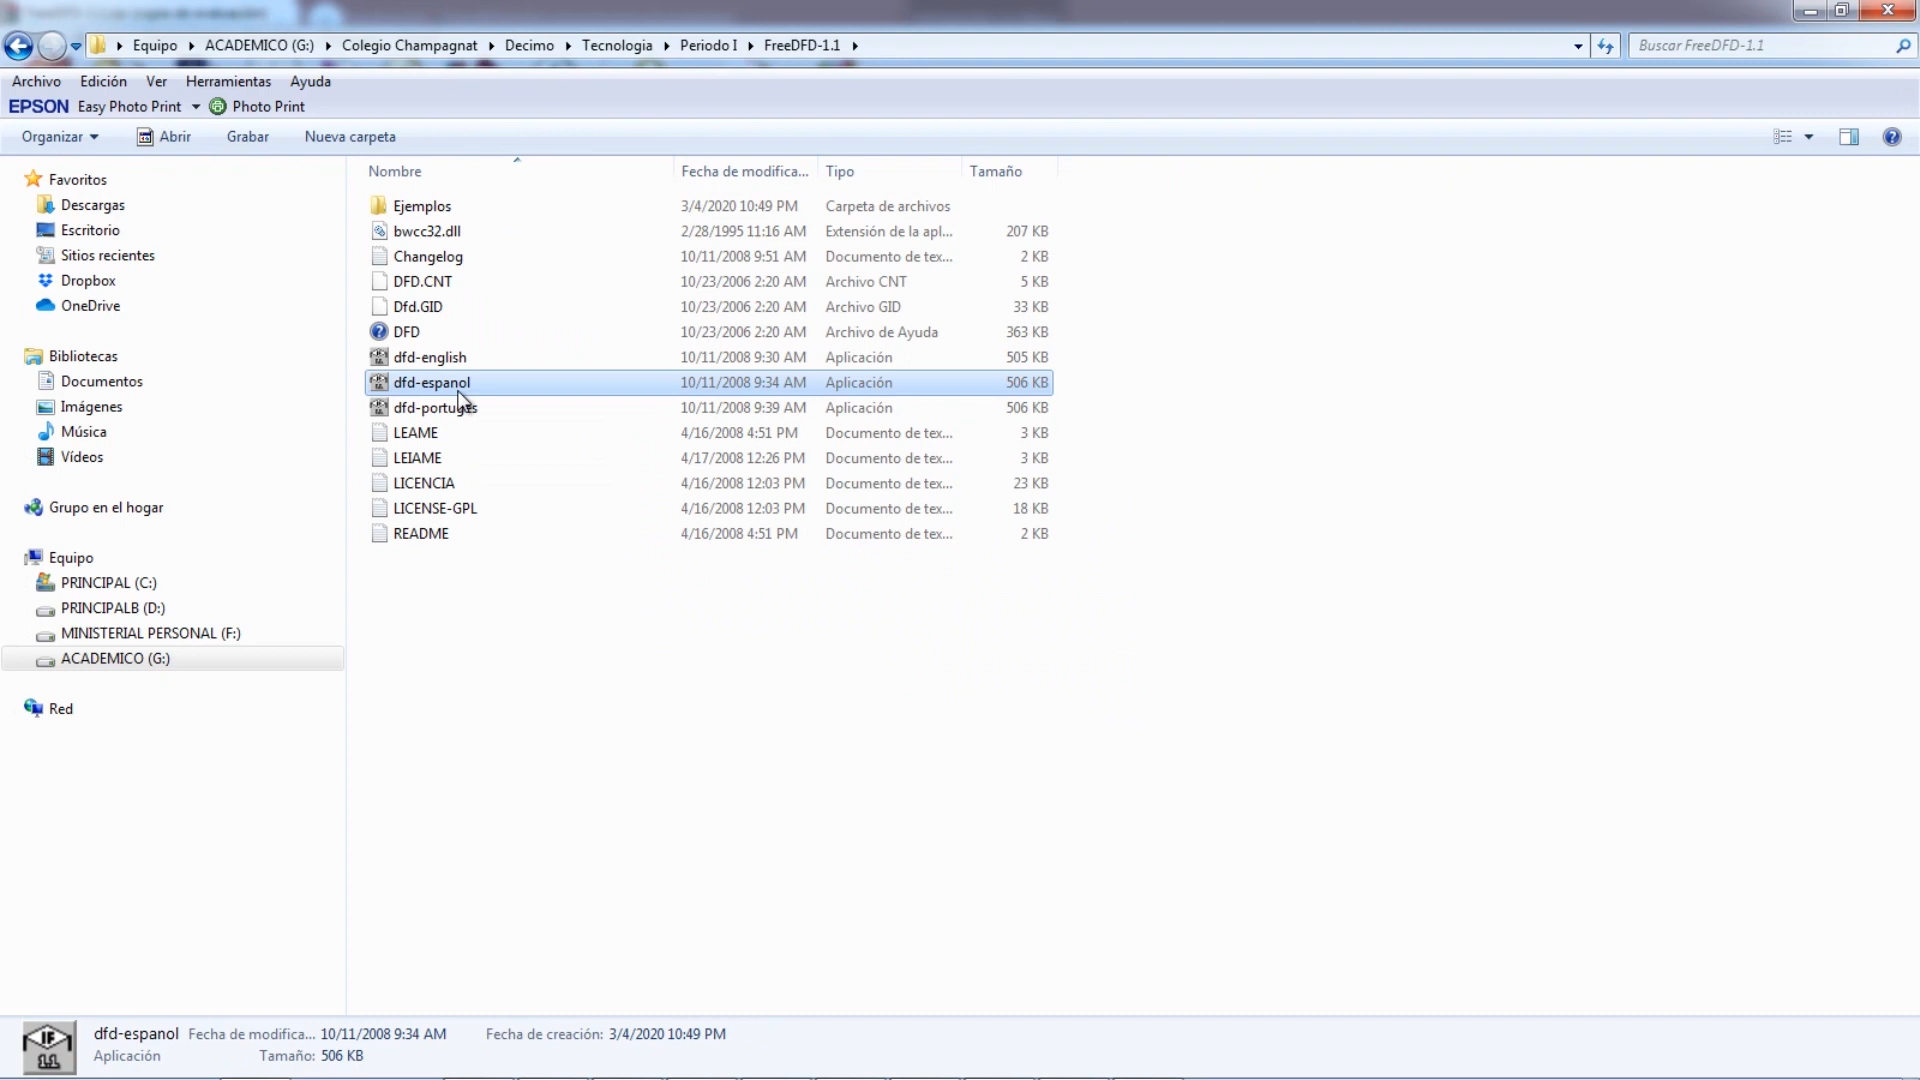 Equipo ACADEMICO (G:) Colegio Champagnat Decimo Tecnologia Periodo I FreeDFD-1.1 Buscar FreeDFD-1.1
Archivo Edición Ver Herramientas Ayuda
EPSON Easy Photo Print Photo Print
Organizar Abrir Grabar Nueva carpeta
Favoritos
Descargas
Escritorio
Sitios recientes
Dropbox
OneDrive
Bibliotecas
Documentos
Imágenes
Música
Vídeos
Grupo en el hogar
Equipo
PRINCIPAL (C:)
PRINCIPALB (D:)
MINISTERIAL PERSONAL (F:)
ACADEMICO (G:)
Red
Nombre Fecha de modifica... Tipo Tamaño
Ejemplos 3/4/2020 10:49 PM Carpeta de archivos
bwcc32.dll 2/28/1995 11:16 AM Extensión de la apl... 207 KB
Changelog 10/11/2008 9:51 AM Documento de tex... 2 KB
DFD.CNT 10/23/2006 2:20 AM Archivo CNT 5 KB
Dfd.GID 10/23/2006 2:20 AM Archivo GID 33 KB
DFD 10/23/2006 2:20 AM Archivo de Ayuda 363 KB
dfd-english 10/11/2008 9:30 AM Aplicación 505 KB
dfd-espanol 10/11/2008 9:34 AM Aplicación 506 KB
dfd-portuges 10/11/2008 9:39 AM Aplicación 506 KB
LEAME 4/16/2008 4:51 PM Documento de tex... 3 KB
LEIAME 4/17/2008 12:26 PM Documento de tex... 3 KB
LICENCIA 4/16/2008 12:03 PM Documento de tex... 23 KB
LICENSE-GPL 4/16/2008 12:03 PM Documento de tex... 18 KB
README 4/16/2008 4:51 PM Documento de tex... 2 KB
IF
dfd-espanol Fecha de modifica... 10/11/2008 9:34 AM Fecha de creación: 3/4/2020 10:49 PM
Aplicación Tamaño: 506 KB